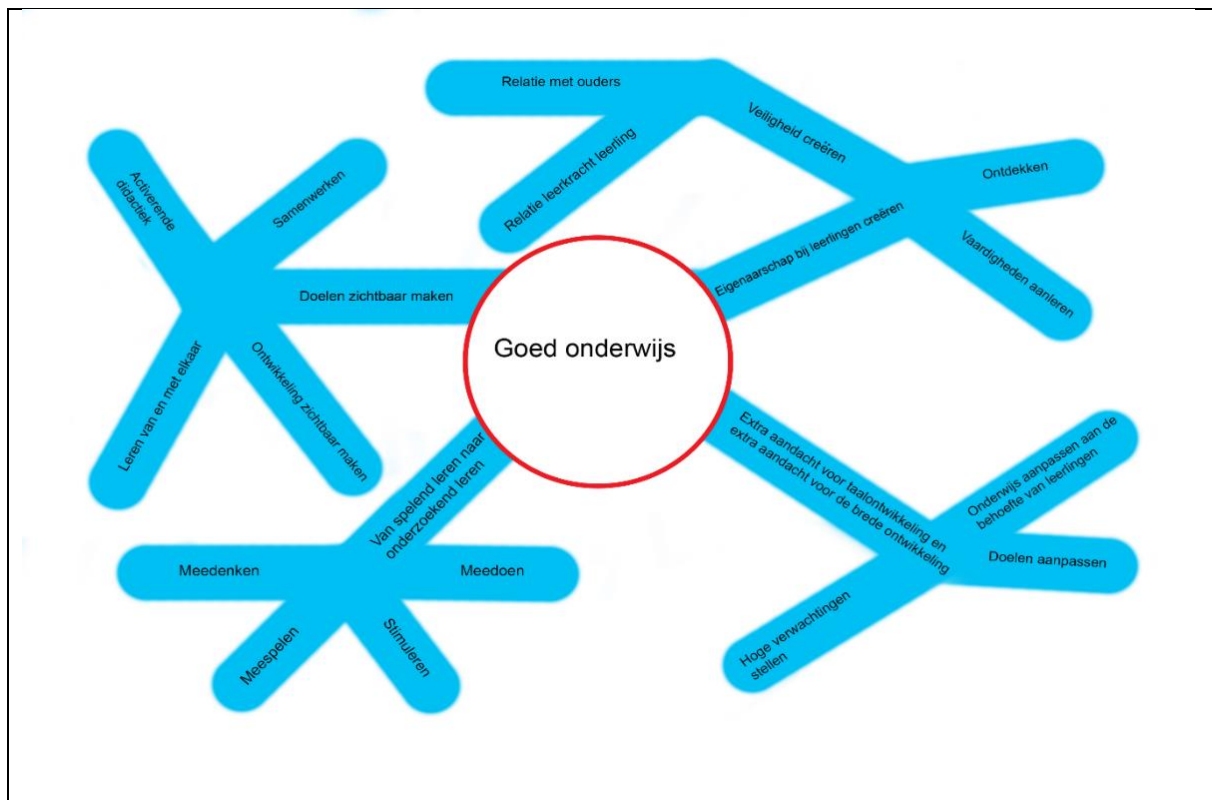 Relatie met ouders
Relatie leerkracht leerling
Veiligheid creëren
Ontdekken
Eigenaarschap bij leerlingen creëren
Vaardigheden aanleren
Activerende
didactiek
Samenwerken
Doelen zichtbaar maken
Leren van en met elkaar
Ontwikkeling zichtbaar maken
Goed onderwijs
Van spelend leren naar
onderzoekend leren
Meedenken
Meedoen
Meespelen
Stimuleren
Extra aandacht voor taalontwikkeling en
extra aandacht voor de brede ontwikkeling
Onderwijs aanpassen aan de
behoefte van leerlingen
Doelen aanpassen
Hoge verwachtingen
stellen